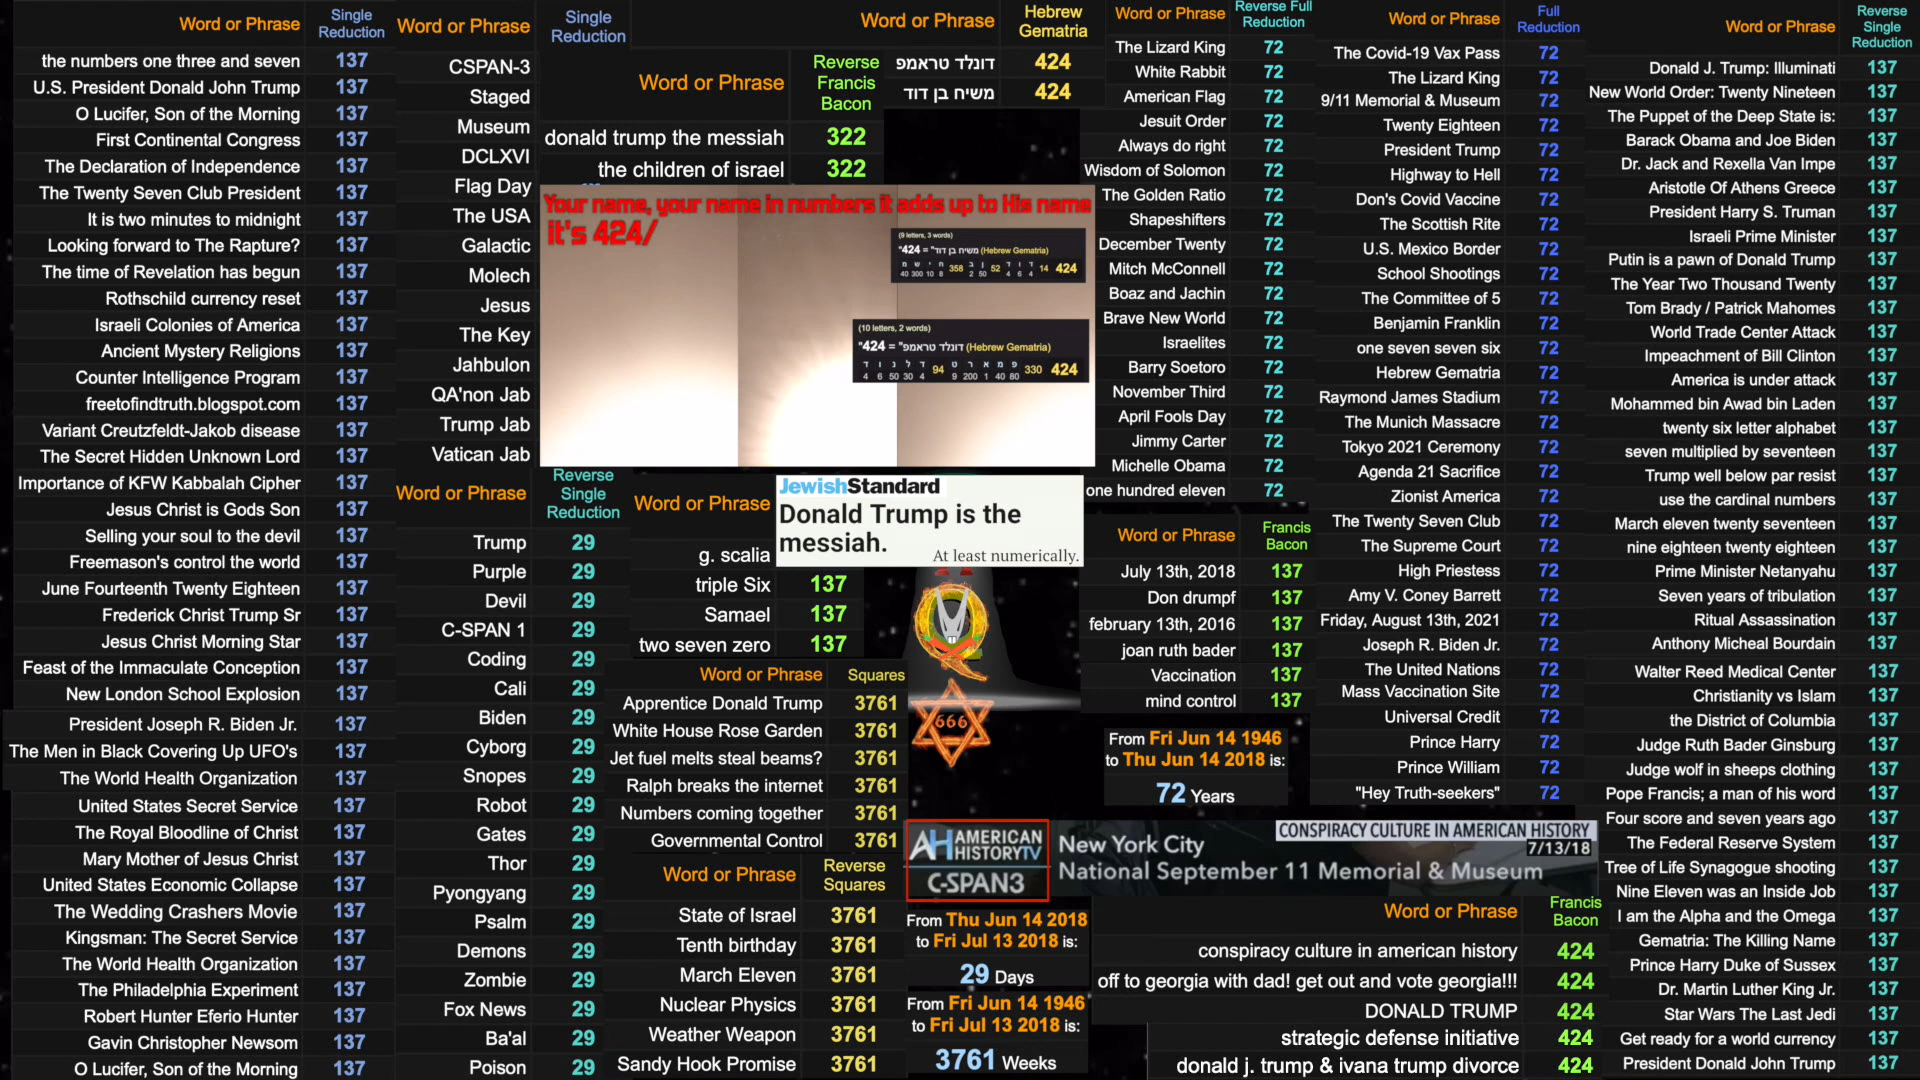 Word or Phrase Single Reduction
the numbers one three and seven 137
U.S. President Donald John Trump 137
O Lucifer, Son of the Morning 137
First Continental Congress 137
The Declaration of Independence 137
The Twenty Seven Club President 137
It is two minutes to midnight 137
Looking forward to The Rapture? 137
The time of Revelation has begun 137
Rothschild currency reset 137
Israeli Colonies of America 137
Ancient Mystery Religions 137
Counter Intelligence Program 137
freetofindtruth.blogspot.com 137
Variant Creutzfeldt-Jakob disease 137
The Secret Hidden Unknown Lord 137
Importance of KFW Kabbalah Cipher 137
Jesus Christ is Gods Son 137
Selling your soul to the devil 137
Freemason's control the world 137
June Fourteenth Twenty Eighteen 137
Frederick Christ Trump Sr 137
Jesus Christ Morning Star 137
Feast of the Immaculate Conception 137
New London School Explosion 137
President Joseph R. Biden Jr. 137
The Men in Black Covering Up UFO's 137
The World Health Organization 137
United States Secret Service 137
The Royal Bloodline of Christ 137
Mary Mother of Jesus Christ 137
United States Economic Collapse 137
The Wedding Crashers Movie 137
Kingsman: The Secret Service 137
The World Health Organization 137
The Philadelphia Experiment 137
Robert Hunter Eferio Hunter 137
Gavin Christopher Newsom 137
O Lucifer, Son of the Morning 137
Word or Phrase Single Reduction
CSPAN-3
Staged
Museum
DCLXVI
Flag Day
The USA
Galactic
Molech
Jesus
The Key
Jahbulon
QA'non Jab
Trump Jab
Vatican Jab
Word or Phrase Reverse Single Reduction
Trump 29
Purple 29
Devil 29
C-SPAN 1 29
Coding 29
Cali 29
Biden 29
Cyborg 29
Snopes 29
Robot 29
Gates 29
Thor 29
Pyongyang 29
Psalm 29
Demons 29
Zombie 29
Fox News 29
Ba'al 29
Poison 29
Word or Phrase Reverse Francis Bacon
donald trump the messiah 322
the children of israel 322
Word or Phrase Hebrew Gematria
דונלד טראמפ 424
משיח בן דוד 424
Your name, your name in numbers it adds up to His name
it's 424/
(9 letters, 3 words)
"משיח בן דוד" = 424 (Hebrew Gematria)
מ ש י ח ב ן ד ו ד
40 300 10 8 358 2 50 52 4 6 4 14 424
(10 letters, 2 words)
"דונלד טראמפ" = 424 (Hebrew Gematria)
ד ו נ ל ד ט ר א מ פ
4 6 50 30 4 94 9 200 1 40 80 330 424
JewishStandard
Donald Trump is the
messiah.
At least numerically.
Word or Phrase
g. scalia
triple Six 137
Samael 137
two seven zero 137
Word or Phrase Squares
Apprentice Donald Trump 3761
White House Rose Garden 3761
Jet fuel melts steal beams? 3761
Ralph breaks the internet 3761
Numbers coming together 3761
Governmental Control 3761
Word or Phrase Reverse Squares
State of Israel 3761
Tenth birthday 3761
March Eleven 3761
Nuclear Physics 3761
Weather Weapon 3761
Sandy Hook Promise 3761
666
Word or Phrase Reverse Full Reduction
The Lizard King 72
White Rabbit 72
American Flag 72
Jesuit Order 72
Always do right 72
Wisdom of Solomon 72
The Golden Ratio 72
Shapeshifters 72
December Twenty 72
Mitch McConnell 72
Boaz and Jachin 72
Brave New World 72
Israelites 72
Barry Soetoro 72
November Third 72
April Fools Day 72
Jimmy Carter 72
Michelle Obama 72
one hundred eleven 72
Word or Phrase Francis Bacon
July 13th, 2018 137
Don drumpf 137
february 13th, 2016 137
joan ruth bader 137
Vaccination 137
mind control 137
From Fri Jun 14 1946
to Thu Jun 14 2018 is:
72 Years
AH AMERICAN HISTORYTV
C-SPAN3
CONSPIRACY CULTURE IN AMERICAN HISTORY
7/13/18
New York City
National September 11 Memorial & Museum
From Thu Jun 14 2018
to Fri Jul 13 2018 is:
29 Days
From Fri Jun 14 1946
to Fri Jul 13 2018 is:
3761 Weeks
Word or Phrase Francis Bacon
conspiracy culture in american history 424
off to georgia with dad! get out and vote georgia!!! 424
DONALD TRUMP 424
strategic defense initiative 424
donald j. trump & ivana trump divorce 424
Word or Phrase Full Reduction
The Covid-19 Vax Pass 72
The Lizard King 72
9/11 Memorial & Museum 72
Twenty Eighteen 72
President Trump 72
Highway to Hell 72
Don's Covid Vaccine 72
The Scottish Rite 72
U.S. Mexico Border 72
School Shootings 72
The Committee of 5 72
Benjamin Franklin 72
one seven seven six 72
Hebrew Gematria 72
Raymond James Stadium 72
The Munich Massacre 72
Tokyo 2021 Ceremony 72
Agenda 21 Sacrifice 72
Zionist America 72
The Twenty Seven Club 72
The Supreme Court 72
High Priestess 72
Amy V. Coney Barrett 72
Friday, August 13th, 2021 72
Joseph R. Biden Jr. 72
The United Nations 72
Mass Vaccination Site 72
Universal Credit 72
Prince Harry 72
Prince William 72
"Hey Truth-seekers" 72
Word or Phrase Reverse Single Reduction
Donald J. Trump: Illuminati 137
New World Order: Twenty Nineteen 137
The Puppet of the Deep State is: 137
Barack Obama and Joe Biden 137
Dr. Jack and Rexella Van Impe 137
Aristotle Of Athens Greece 137
President Harry S. Truman 137
Israeli Prime Minister 137
Putin is a pawn of Donald Trump 137
The Year Two Thousand Twenty 137
Tom Brady / Patrick Mahomes 137
World Trade Center Attack 137
Impeachment of Bill Clinton 137
America is under attack 137
Mohammed bin Awad bin Laden 137
twenty six letter alphabet 137
seven multiplied by seventeen 137
Trump well below par resist 137
use the cardinal numbers 137
March eleven twenty seventeen 137
nine eighteen twenty eighteen 137
Prime Minister Netanyahu 137
Seven years of tribulation 137
Ritual Assassination 137
Anthony Micheal Bourdain 137
Walter Reed Medical Center 137
Christianity vs Islam 137
the District of Columbia 137
Judge Ruth Bader Ginsburg 137
Judge wolf in sheeps clothing 137
Pope Francis; a man of his word 137
Four score and seven years ago 137
The Federal Reserve System 137
Tree of Life Synagogue shooting 137
Nine Eleven was an Inside Job 137
I am the Alpha and the Omega 137
Gematria: The Killing Name 137
Prince Harry Duke of Sussex 137
Dr. Martin Luther King Jr. 137
Star Wars The Last Jedi 137
Get ready for a world currency 137
President Donald John Trump 137